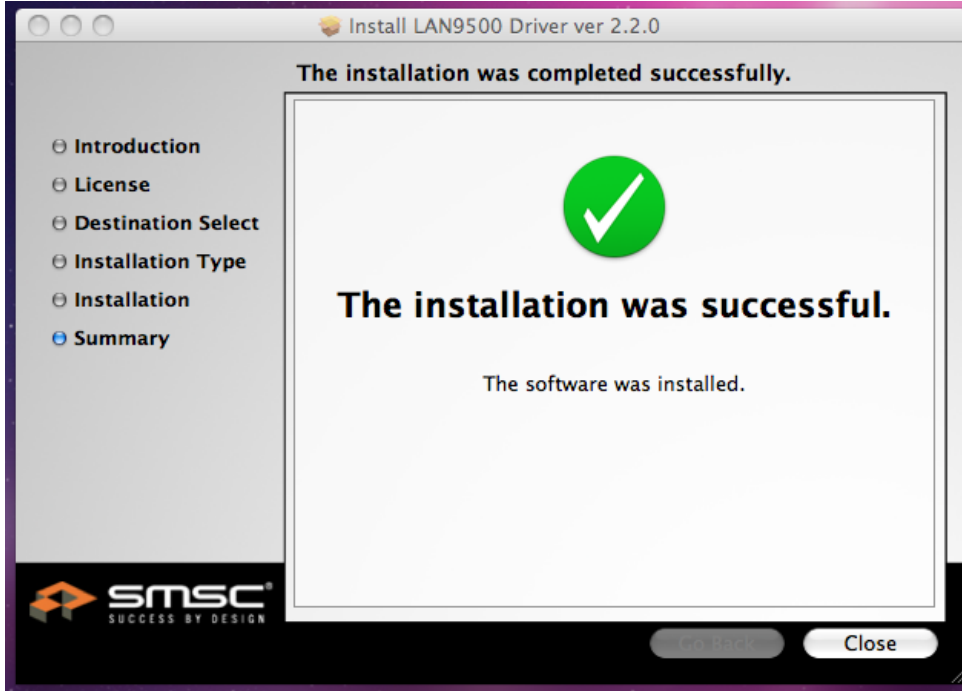 Install LAN9500 Driver ver 2.2.0
The installation was completed successfully.
Introduction
License
Destination Select
Installation Type
Installation
Summary
The installation was successful.
The software was installed.
SMSC®
SUCCESS BY DESIGN
Go Back
Close